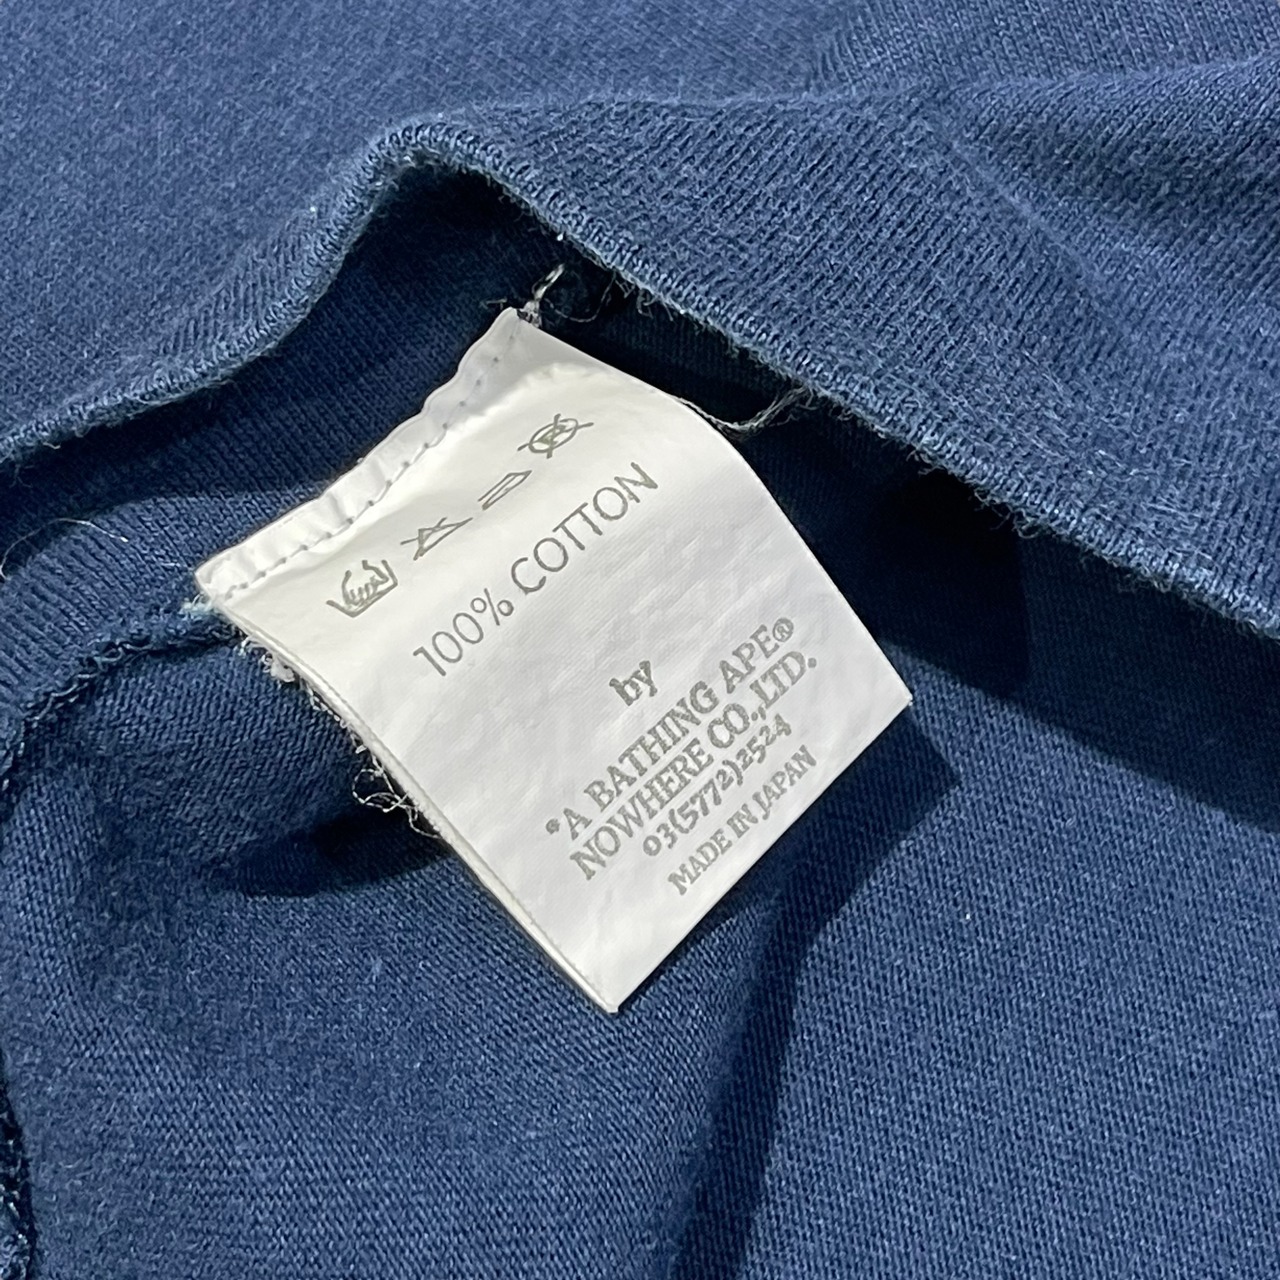 100% COTTON
by
*A BATHING APE®
NOWHERE CO.,LTD.
03(5772)2524
MADE IN JAPAN